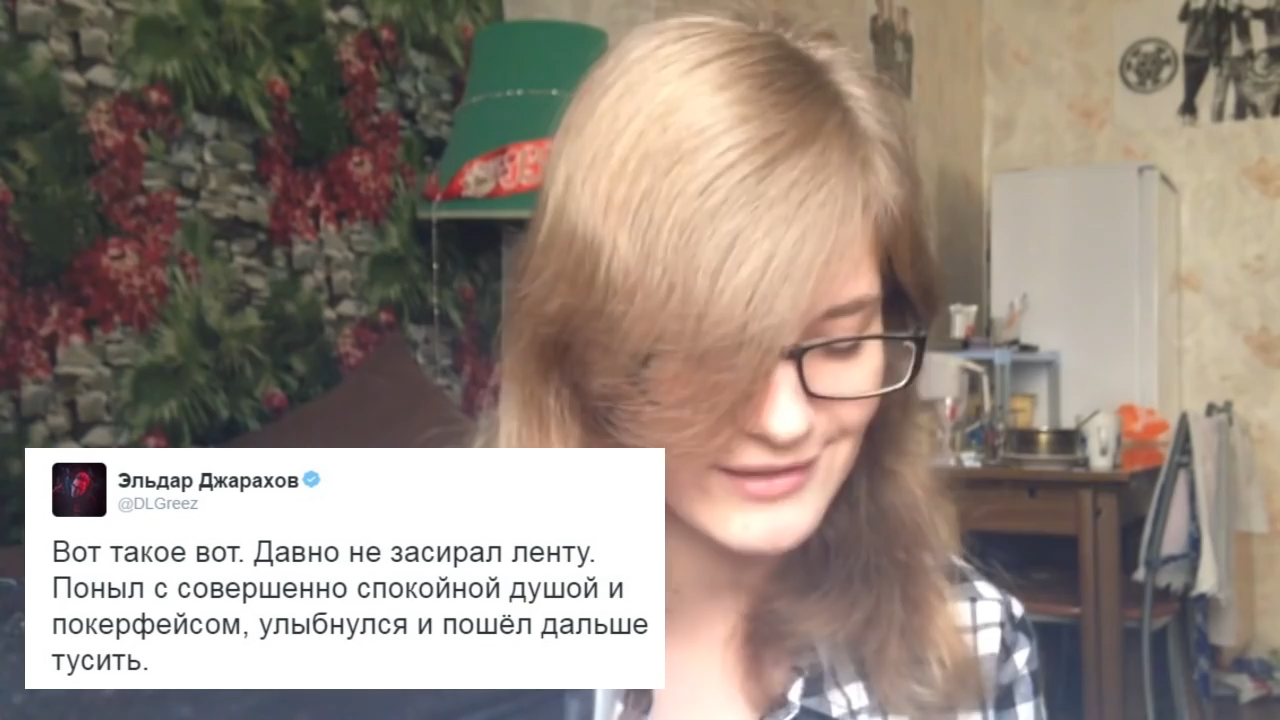 Эльдар Джарахов
@DLGreez
Вот такое вот. Давно не засирал ленту.
Поныл с совершенно спокойной душой и
покерфейсом, улыбнулся и пошёл дальше
тусить.